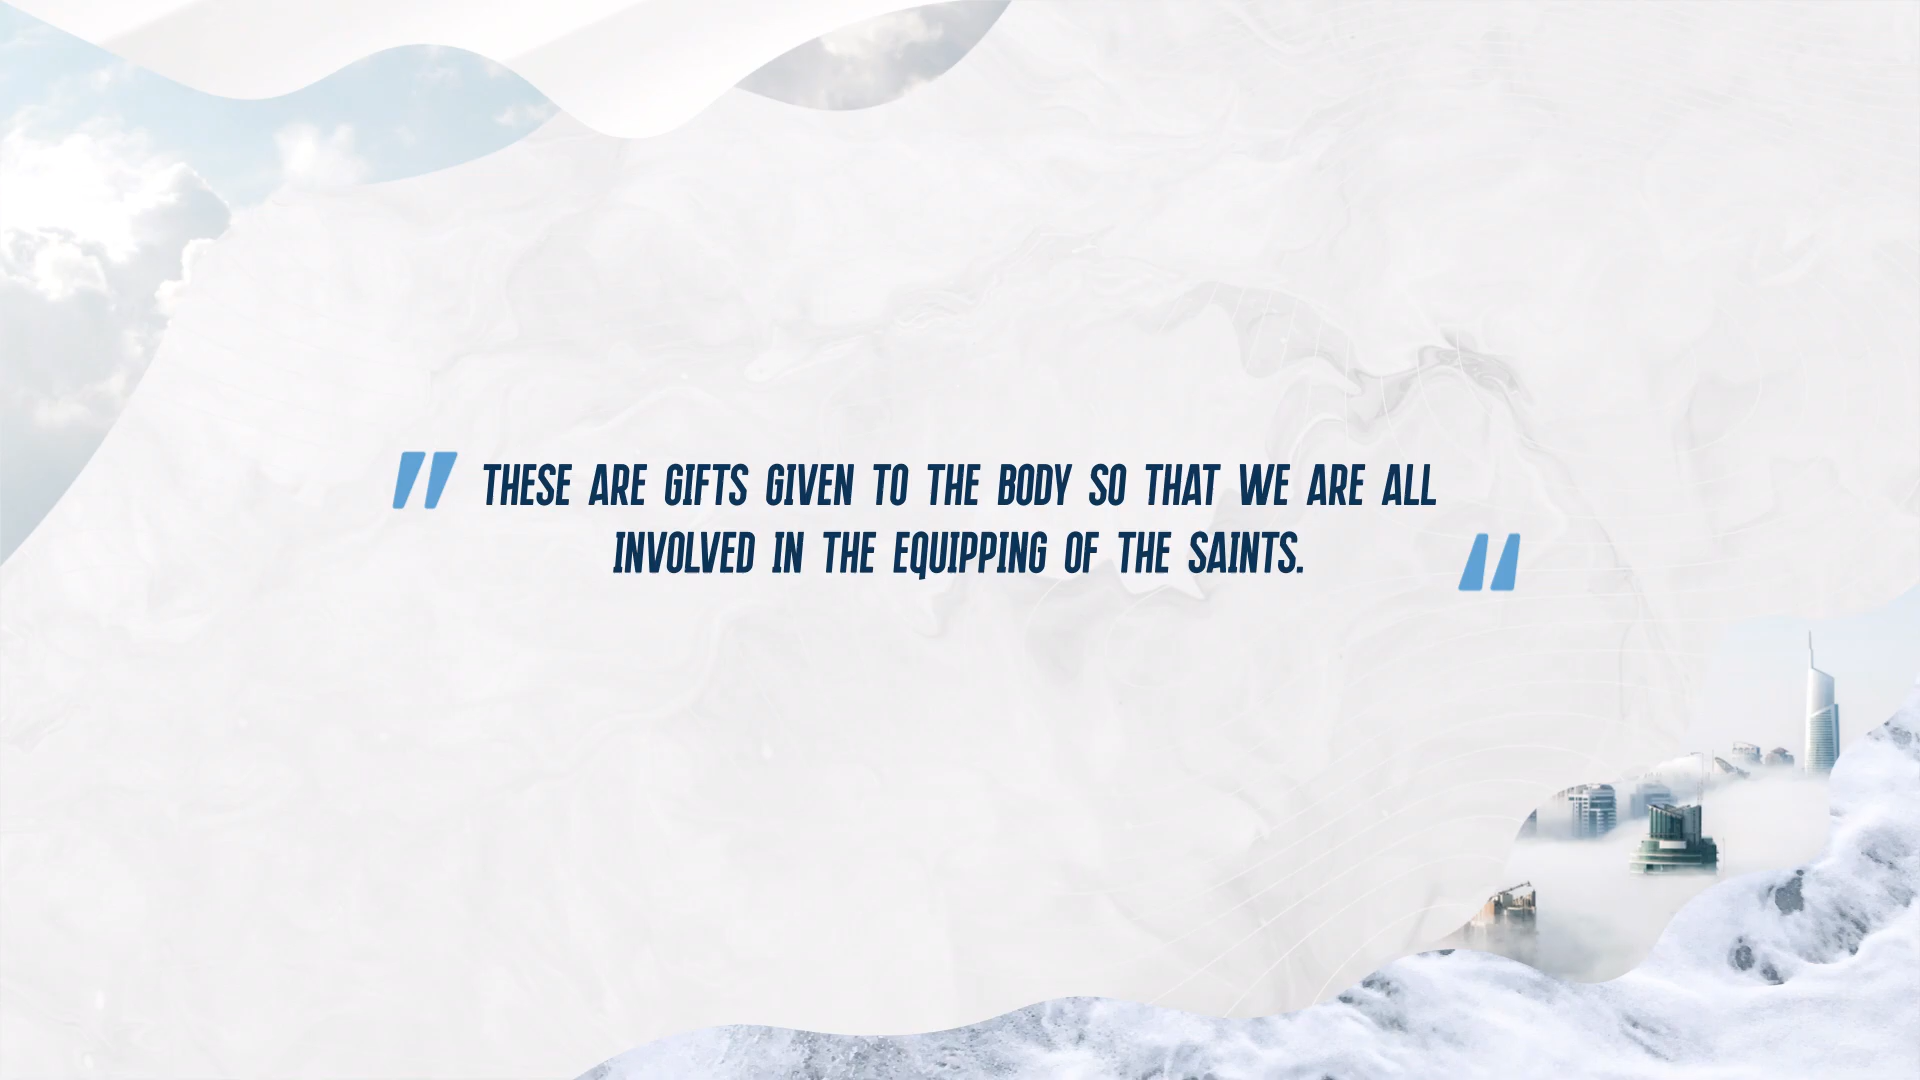 "THESE ARE GIFTS GIVEN TO THE BODY SO THAT WE ARE ALL
INVOLVED IN THE EQUIPPING OF THE SAINTS."